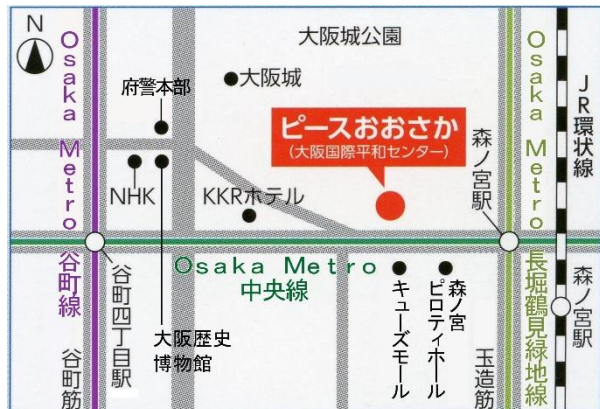 N
Osaka Metro 谷町線
府警本部
大阪城公園
大阪城
ピースおおさか
(大阪国際平和センター)
森ノ宮駅
Osaka Metro 長堀鶴見緑地線
JR環状線
NHK
KKRホテル
Osaka Metro
中央線
谷町四丁目駅
大阪歴史
博物館
キューズモール
森ノ宮
ピロティホール
森ノ宮駅
谷町筋
玉造筋